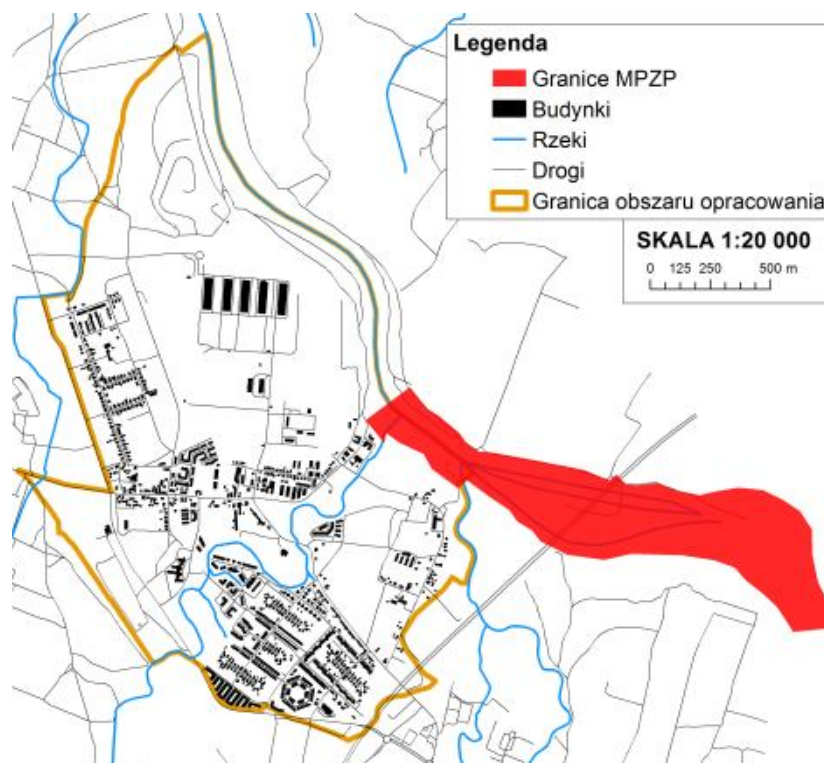 Legenda
Granice MPZP
Budynki
Rzeki
Drogi
Granica obszaru opracowania
SKALA 1:20 000
0 125 250 500 m